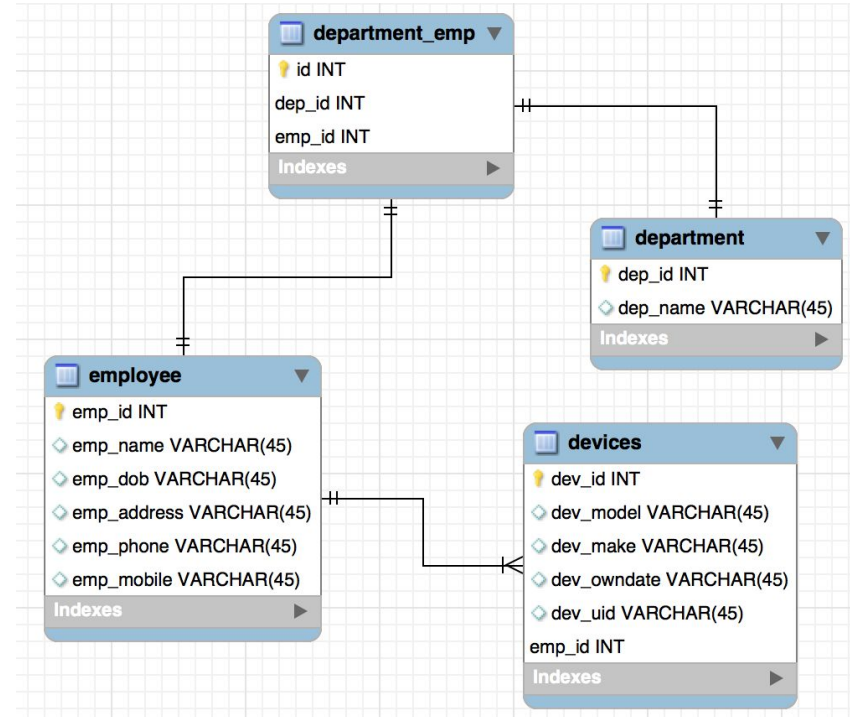 department_emp
id INT
dep_id INT
emp_id INT
Indexes
department
dep_id INT
dep_name VARCHAR(45)
Indexes
employee
emp_id INT
emp_name VARCHAR(45)
emp_dob VARCHAR(45)
emp_address VARCHAR(45)
emp_phone VARCHAR(45)
emp_mobile VARCHAR(45)
Indexes
devices
dev_id INT
dev_model VARCHAR(45)
dev_make VARCHAR(45)
dev_owndate VARCHAR(45)
dev_uid VARCHAR(45)
emp_id INT
Indexes